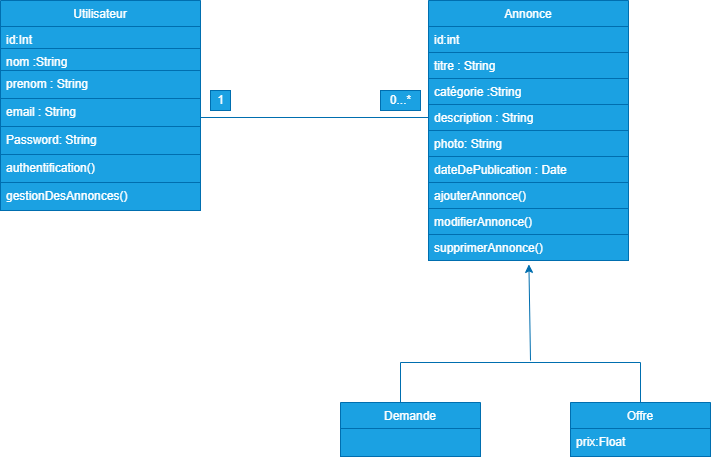 Utilisateur
id:Int
nom :String
prenom : String
email : String
Password: String
authentification()
gestionDesAnnonces()
1
0...*
Annonce
id:int
titre : String
catégorie :String
description : String
photo: String
dateDePublication : Date
ajouterAnnonce()
modifierAnnonce()
supprimerAnnonce()
Demande
Offre
prix:Float